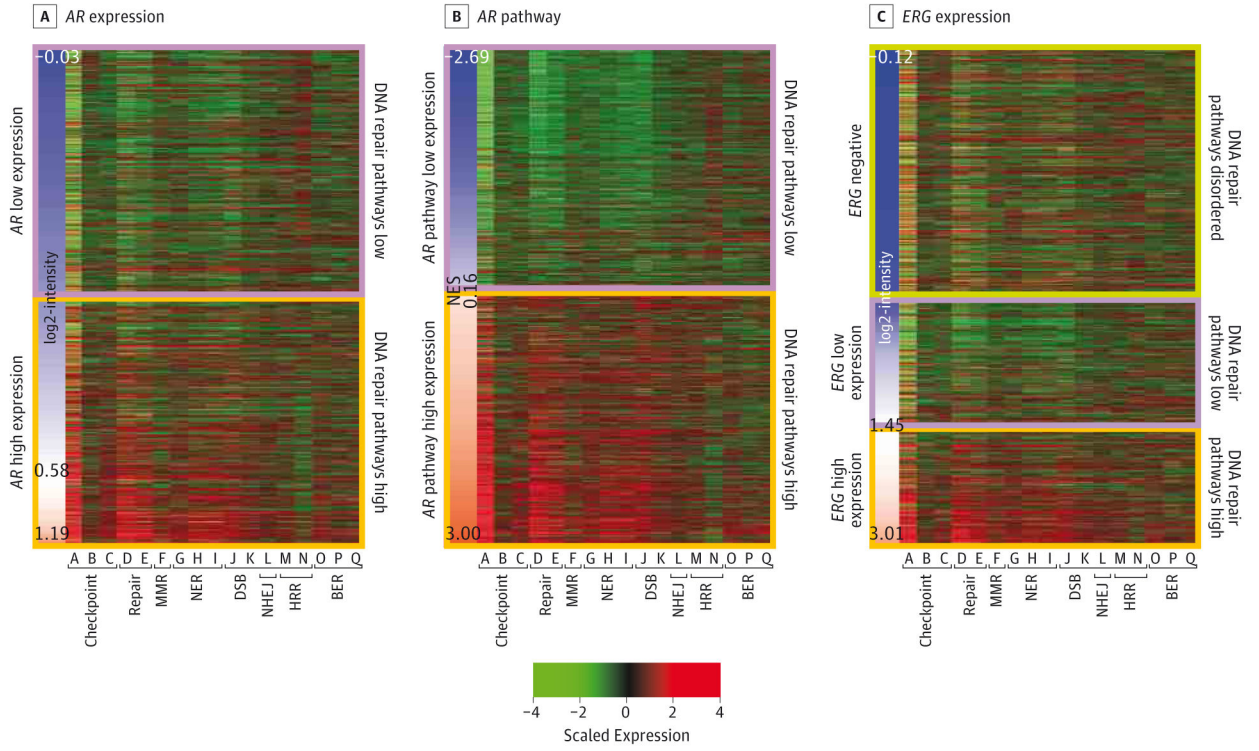 A AR expression
−0.03
AR low expression
DNA repair pathways low
log2-intensity
AR high expression
DNA repair pathways high
0.58
1.19
A B C D E F G H I J K L M N O P Q
Checkpoint
Repair
MMR
NER
DSB
NHEJ
HRR
BER
B AR pathway
−2.69
AR pathway low expression
DNA repair pathways low
NES
0.16
AR pathway high expression
DNA repair pathways high
3.00
A B C D E F G H I J K L M N O P Q
Checkpoint
Repair
MMR
NER
DSB
NHEJ
HRR
BER
C ERG expression
−0.12
ERG negative
DNA repair
pathways disordered
log2-intensity
ERG low
expression
DNA repair
pathways low
1.45
ERG high
expression
DNA repair
pathways high
3.01
A B C D E F G H I J K L M N O P Q
Checkpoint
Repair
MMR
NER
DSB
NHEJ
HRR
BER
−4 −2 0 2 4
Scaled Expression